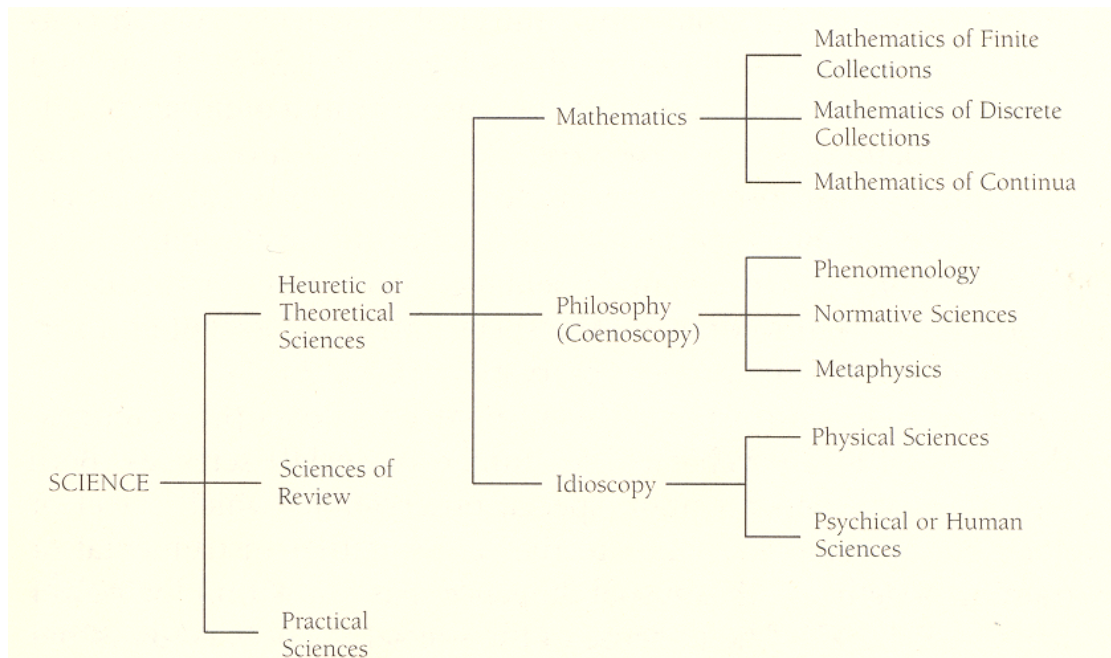 Mathematics of Finite
Collections
Mathematics
Mathematics of Discrete
Collections
Mathematics of Continua
Heuretic or
Theoretical
Sciences
Philosophy
(Coenoscopy)
Phenomenology
Normative Sciences
Metaphysics
Physical Sciences
SCIENCE
Sciences of
Review
Idioscopy
Psychical or Human
Sciences
Practical
Sciences